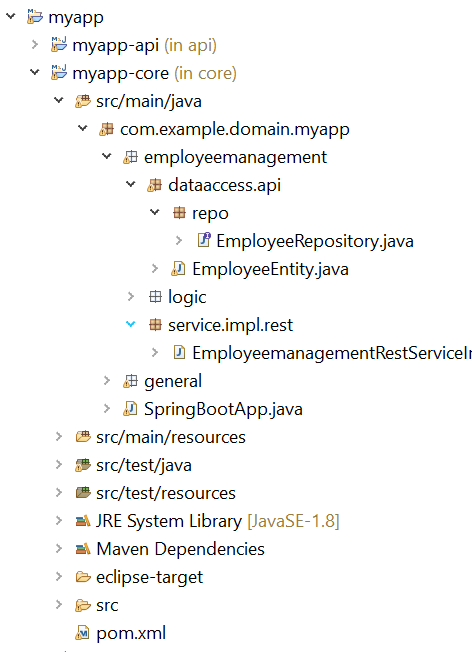 myapp
myapp-api (in api)
myapp-core (in core)
src/main/java
com.example.domain.myapp
employeemanagement
dataaccess.api
repo
EmployeeRepository.java
EmployeeEntity.java
logic
service.impl.rest
EmployeemanagementRestServiceIm
general
SpringBootApp.java
src/main/resources
src/test/java
src/test/resources
JRE System Library [JavaSE-1.8]
Maven Dependencies
eclipse-target
src
pom.xml